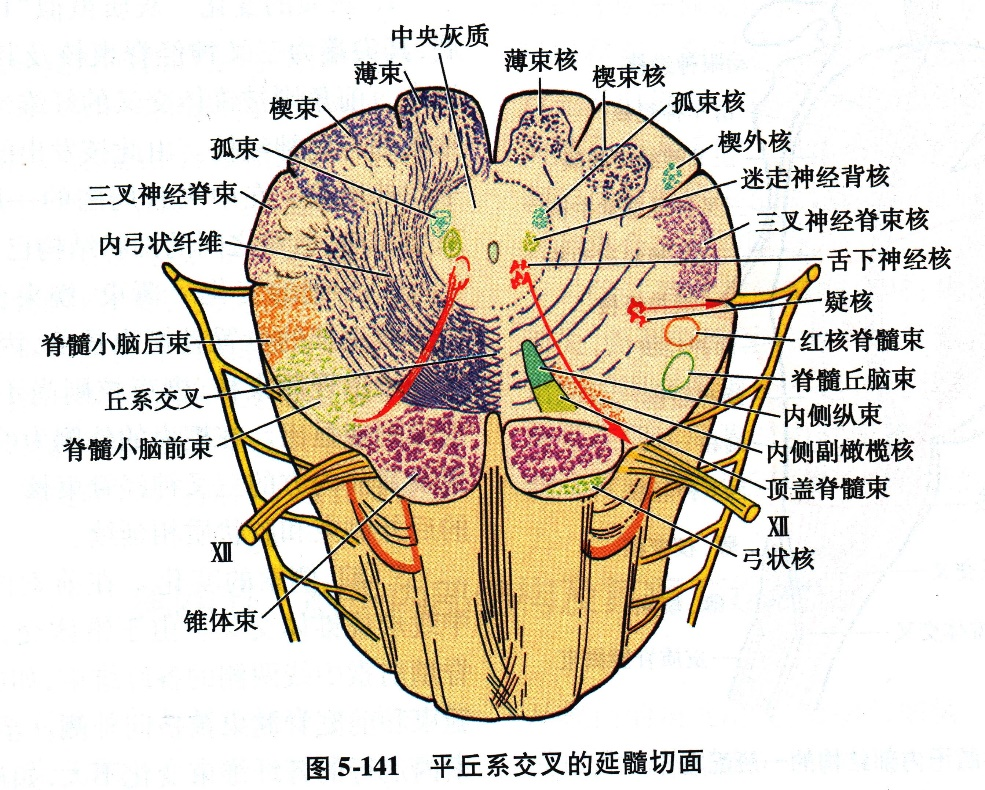 中央灰质
薄束
楔束
孤束
三叉神经脊束
内弓状纤维
脊髓小脑后束
丘系交叉
脊髓小脑前束
XII
锥体束
薄束核
楔束核
孤束核
楔外核
迷走神经背核
三叉神经脊束核
舌下神经核
疑核
红核脊髓束
脊髓丘脑束
内侧纵束
内侧副橄榄核
顶盖脊髓束
XII
弓状核
图 5-141 平丘系交叉的延髓切面